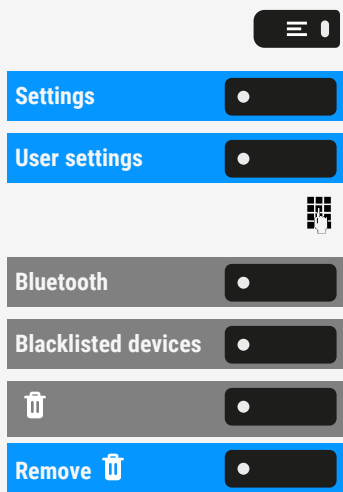 Settings
User settings
Bluetooth
Blacklisted devices
Remove